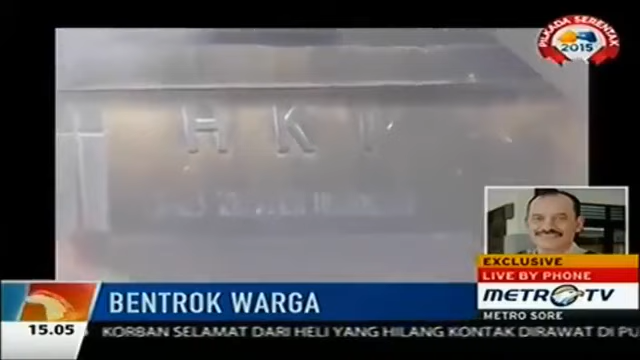 PILKADA SERENTAK
2015
H K I
EXCLUSIVE
LIVE BY PHONE
METRO TV
METRO SORE
BENTROK WARGA
15.05
KORBAN SELAMAT DARI HELI YANG HILANG KONTAK DIRAWAT DI PU